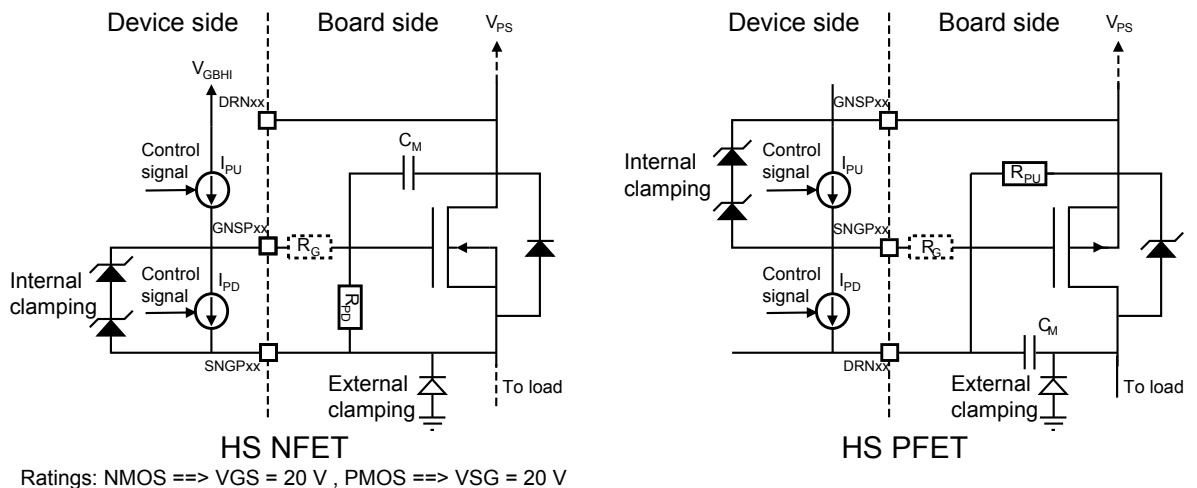 Device side
Board side
V_PS
V_GBHI
DRNxx
C_M
Control
signal
I_PU
GNSPxx
R_G
Internal
clamping
Control
signal
I_PD
R_PD
SNGPxx
External
clamping
To load
HS NFET
Device side
Board side
V_PS
GNSPxx
Internal
clamping
Control
signal
I_PU
R_PU
SNGPxx
R_G
Control
signal
I_PD
C_M
DRNxx
External
clamping
To load
HS PFET
Ratings: NMOS ==> VGS = 20 V , PMOS ==> VSG = 20 V